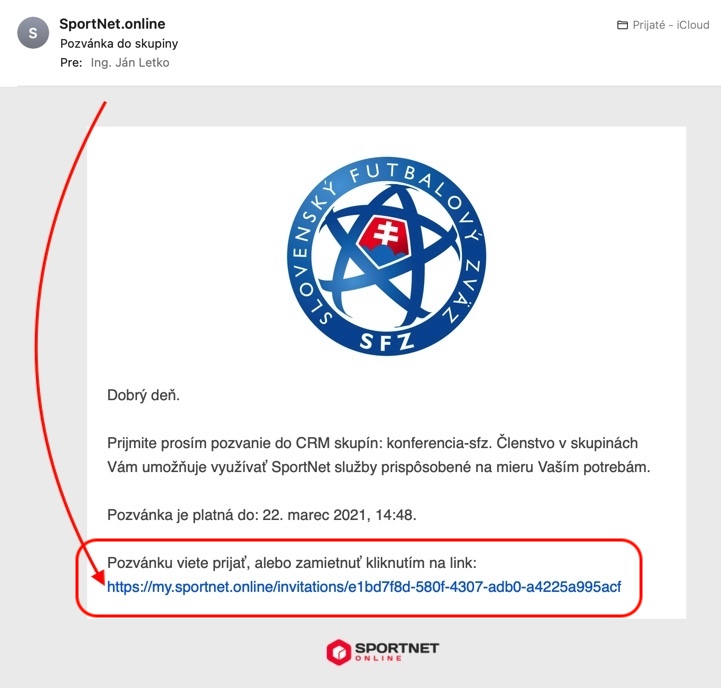 S
SportNet.online
Prijaté - iCloud
Pozvánka do skupiny
Pre: Ing. Ján Letko
SLOVENSKÝ FUTBALOVÝ ZVÄZ
SFZ
Dobrý deň.
Prijmite prosím pozvanie do CRM skupín: konferencia-sfz. Členstvo v skupinách
Vám umožňuje využívať SportNet služby prispôsobené na mieru Vaším potrebám.
Pozvánka je platná do: 22. marec 2021, 14:48.
Pozvánku viete prijať, alebo zamietnuť kliknutím na link:
https://my.sportnet.online/invitations/e1bd7f8d-580f-4307-adb0-a4225a995acf
SPORTNET
ONLINE